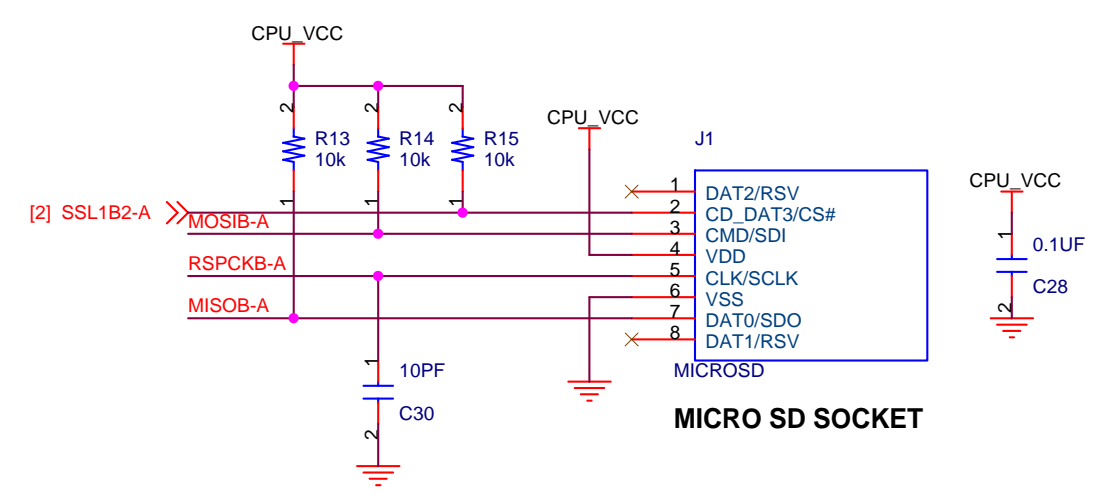 CPU_VCC
2
2
2
R13
10k
R14
10k
R15
10k
1
1
1
CPU_VCC
J1
[2] SSL1B2-A
MOSIB-A
RSPCKB-A
MISOB-A
1 DAT2/RSV
2 CD_DAT3/CS#
3 CMD/SDI
4 VDD
5 CLK/SCLK
6 VSS
7 DAT0/SDO
8 DAT1/RSV
MICROSD
MICRO SD SOCKET
1
10PF
C30
2
CPU_VCC
1
0.1UF
C28
2